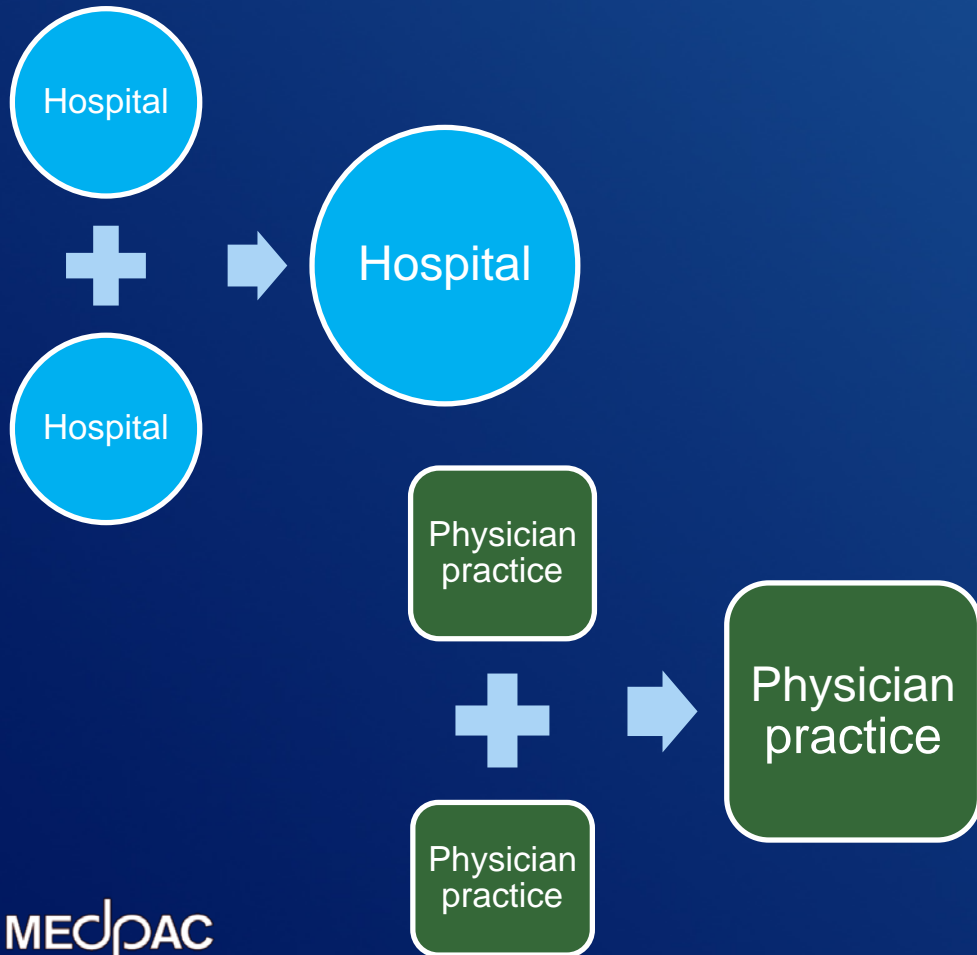 Hospital
Hospital
Hospital
Physician
practice
Physician
practice
Physician
practice
MEDPAC